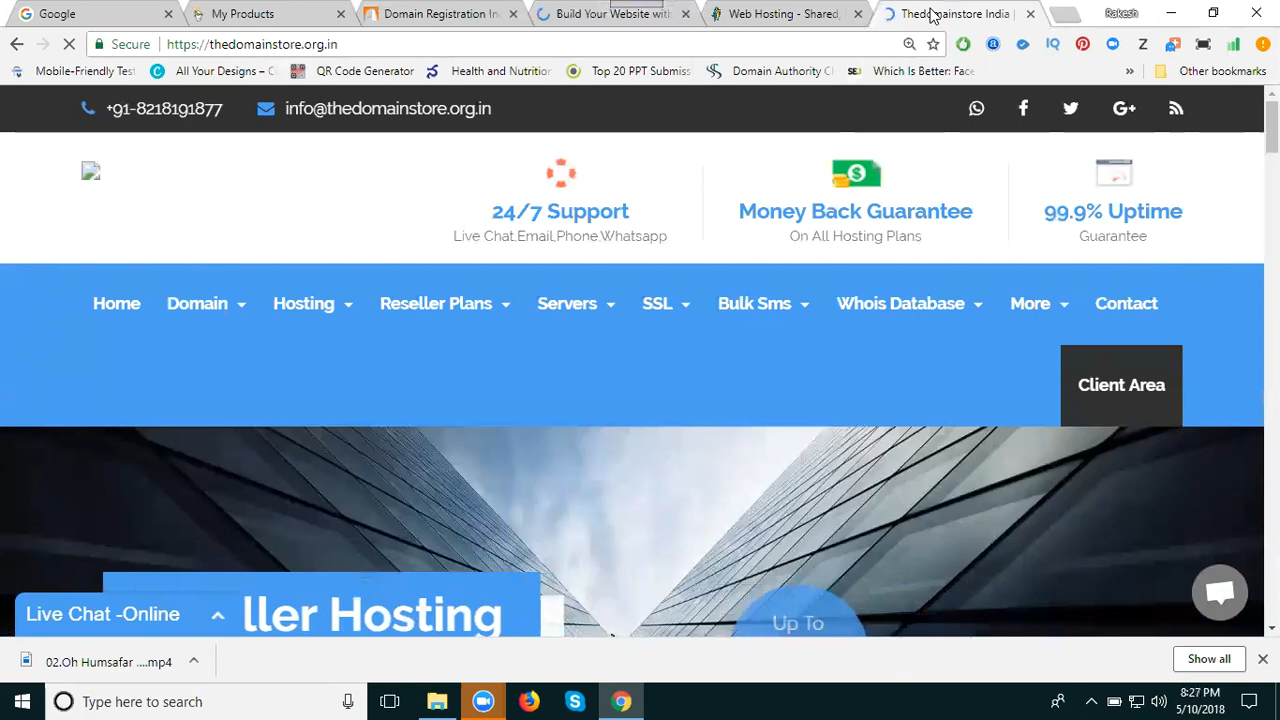 Google
My Products
Domain Registration In
Build Your Website with
Web Hosting - Shared,
Thedomainstore India |
Rakesh
Secure
https://thedomainstore.org.in
IQ
Z
Mobile-Friendly Test
All Your Designs –
QR Code Generator
Health and Nutrition
Top 20 PPT Submiss
Domain Authority C
Which Is Better: Face
»
Other bookmarks
+91-8218191877
info@thedomainstore.org.in
24/7 Support
Live Chat,Email,Phone,Whatsapp
Money Back Guarantee
On All Hosting Plans
99.9% Uptime
Guarantee
Home
Domain
Hosting
Reseller Plans
Servers
SSL
Bulk Sms
Whois Database
More
Contact
Client Area
ller Hosting
Up To
Live Chat -Online
02.Oh Humsafar ....mp4
Show all
Type here to search
8:27 PM
5/10/2018